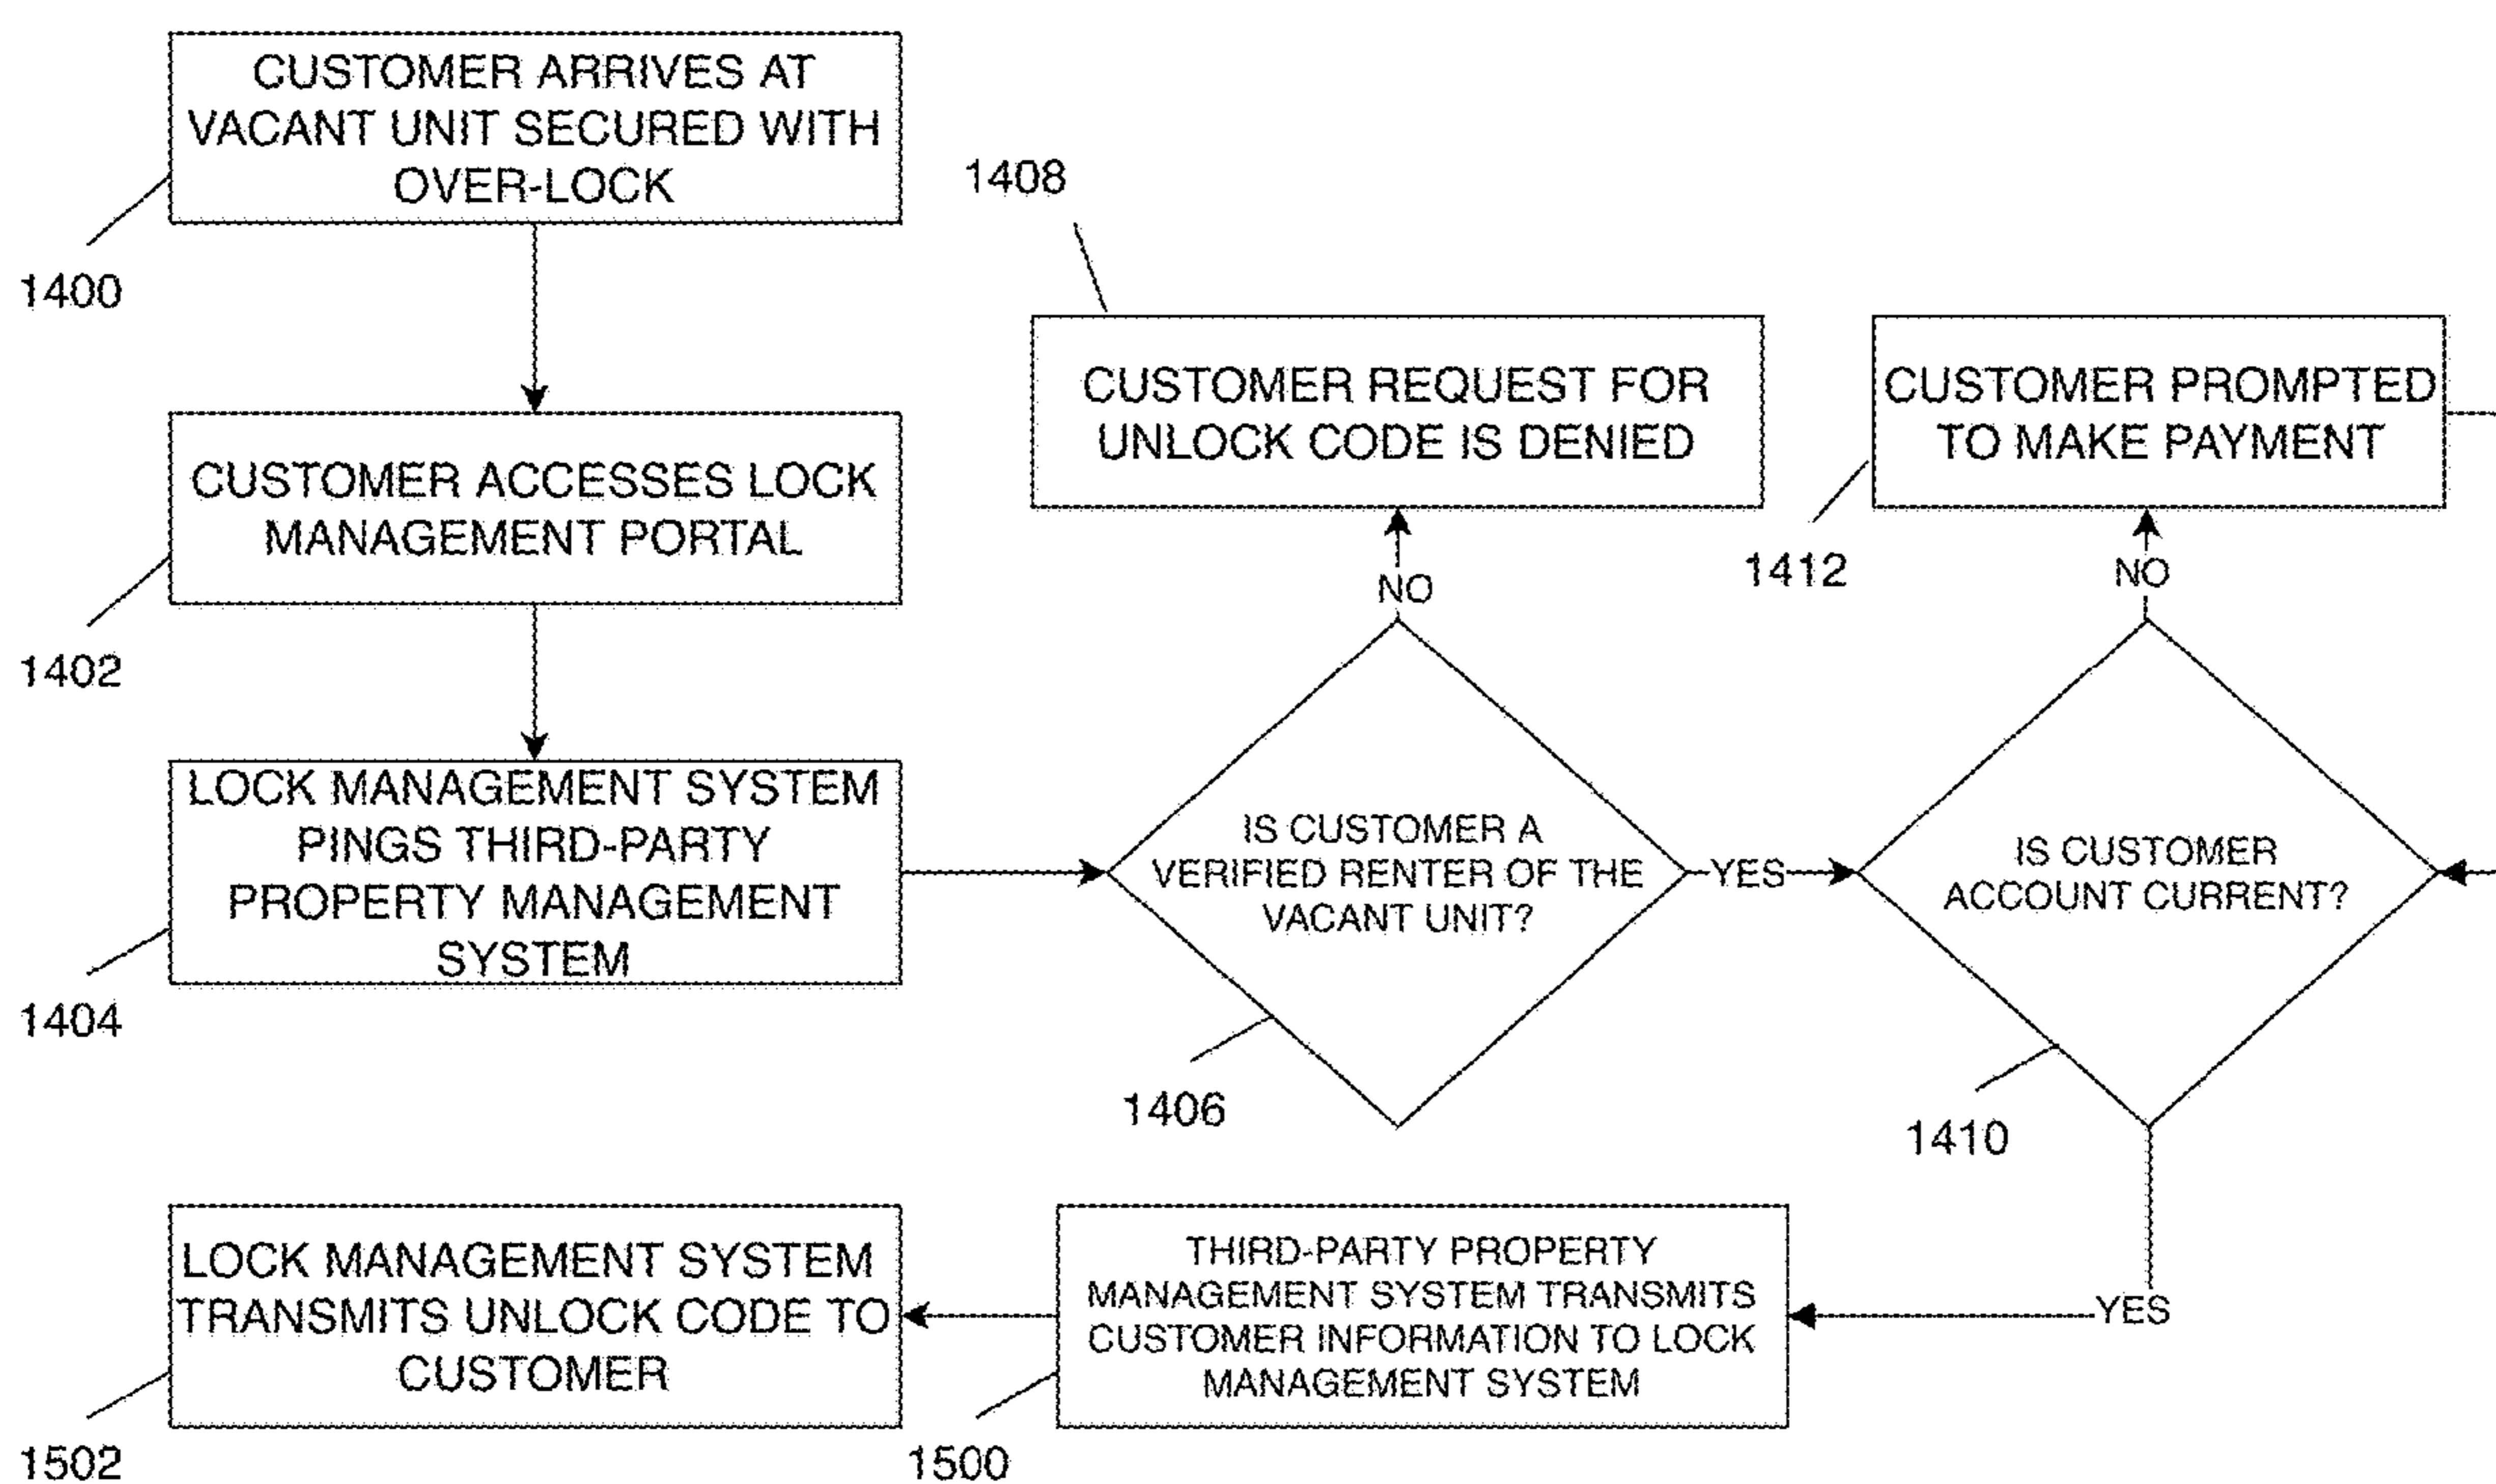 CUSTOMER ARRIVES AT
VACANT UNIT SECURED WITH
OVER-LOCK
1400
CUSTOMER ACCESSES LOCK
MANAGEMENT PORTAL
1402
LOCK MANAGEMENT SYSTEM
PINGS THIRD-PARTY
PROPERTY MANAGEMENT
SYSTEM
1404
IS CUSTOMER A
VERIFIED RENTER OF THE
VACANT UNIT?
1406
NO
1408
CUSTOMER REQUEST FOR
UNLOCK CODE IS DENIED
YES
IS CUSTOMER
ACCOUNT CURRENT?
1410
NO
CUSTOMER PROMPTED
TO MAKE PAYMENT
1412
YES
THIRD-PARTY PROPERTY
MANAGEMENT SYSTEM TRANSMITS
CUSTOMER INFORMATION TO LOCK
MANAGEMENT SYSTEM
1500
LOCK MANAGEMENT SYSTEM
TRANSMITS UNLOCK CODE TO
CUSTOMER
1502